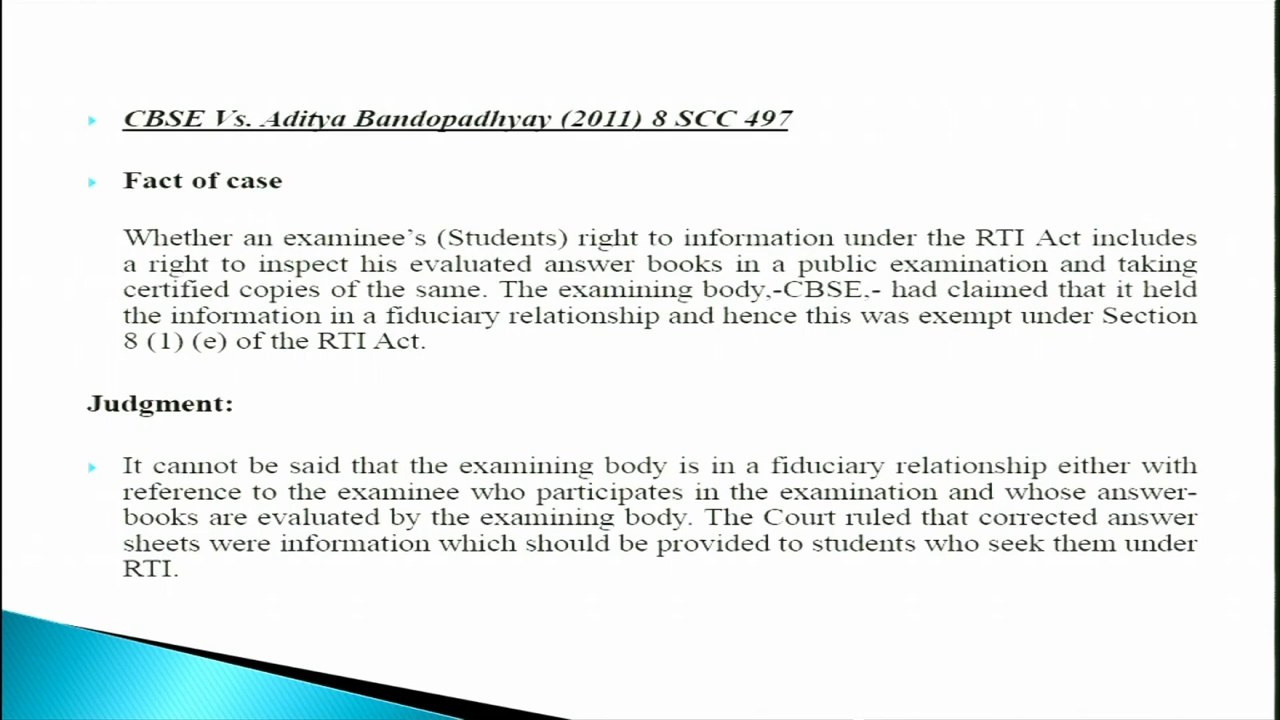 CBSE Vs. Aditya Bandopadhyay (2011) 8 SCC 497
Fact of case
Whether an examinee's (Students) right to information under the RTI Act includes
a right to inspect his evaluated answer books in a public examination and taking
certified copies of the same. The examining body,-CBSE,- had claimed that it held
the information in a fiduciary relationship and hence this was exempt under Section
8 (1) (e) of the RTI Act.
Judgment:
It cannot be said that the examining body is in a fiduciary relationship either with
reference to the examinee who participates in the examination and whose answer-
books are evaluated by the examining body. The Court ruled that corrected answer
sheets were information which should be provided to students who seek them under
RTI.